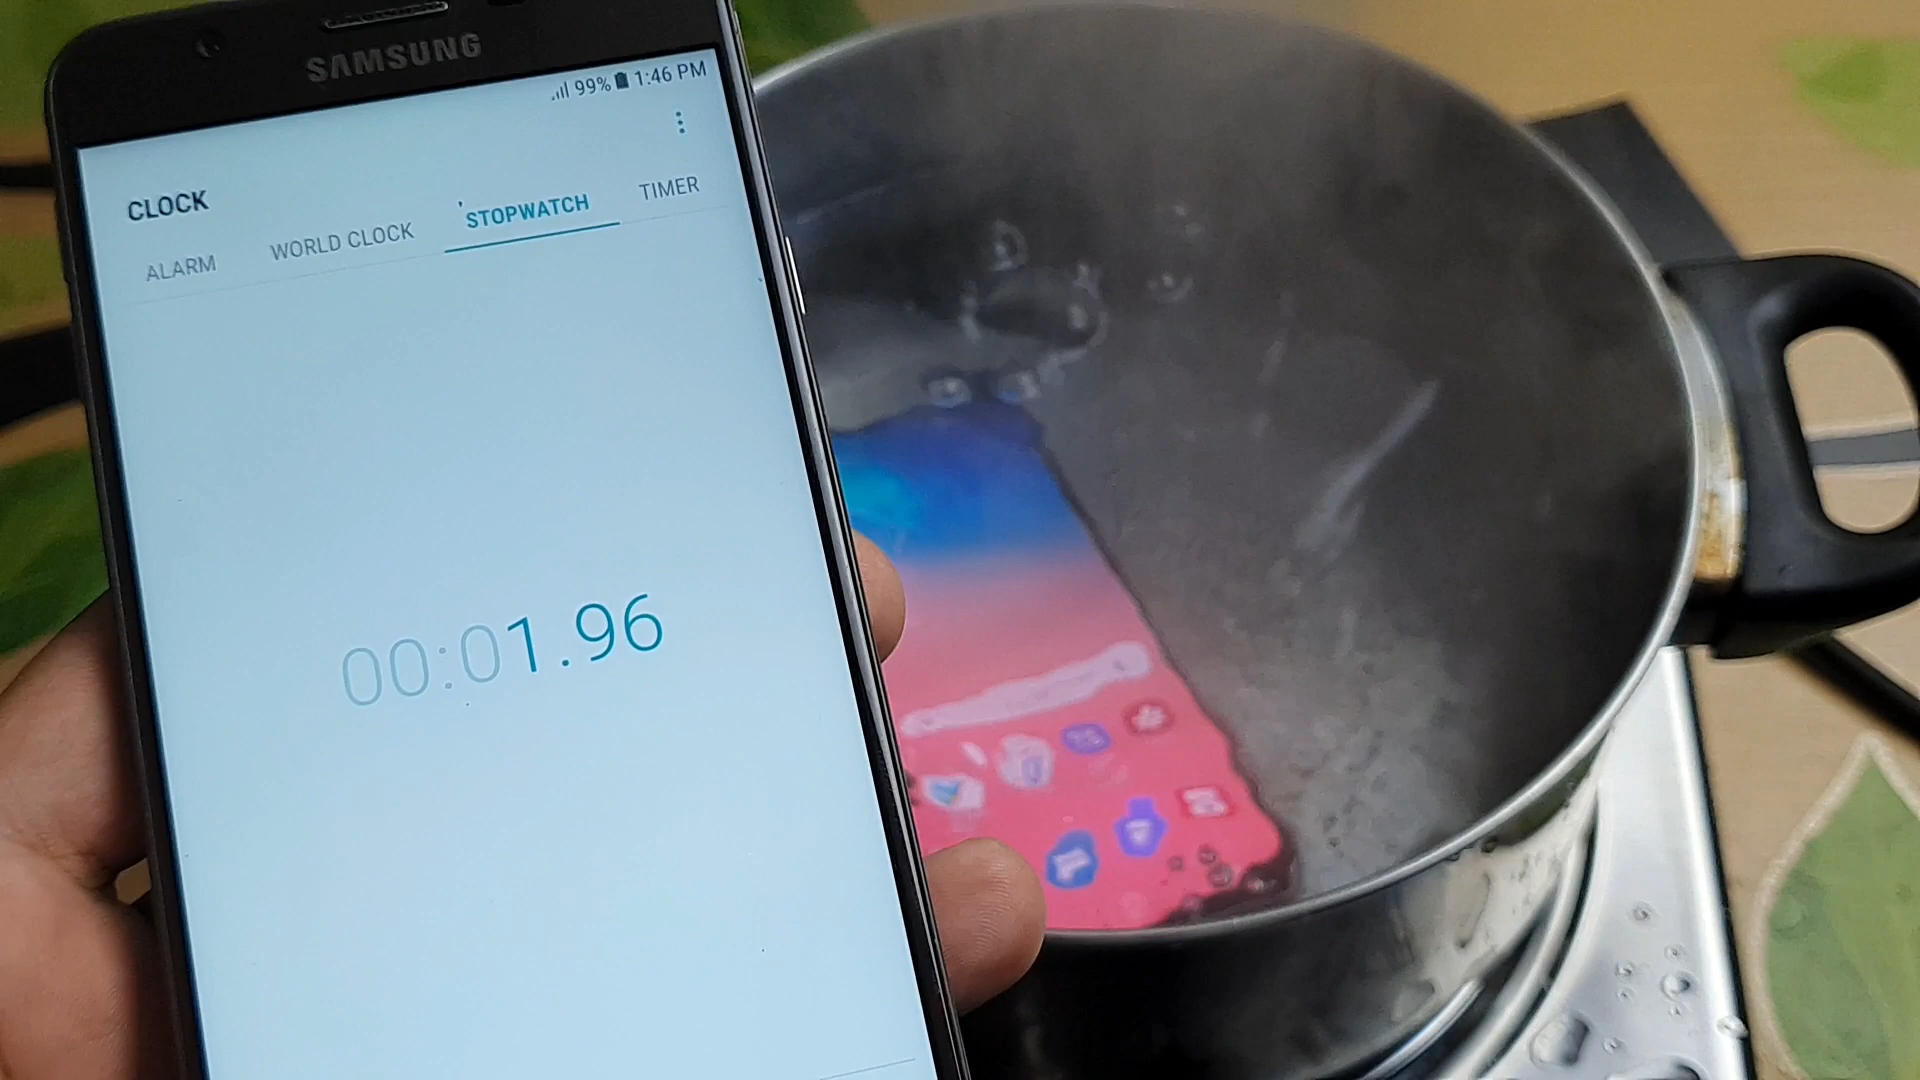 SAMSUNG
99% 1:46 PM
CLOCK
ALARM WORLD CLOCK STOPWATCH TIMER
00:01.96